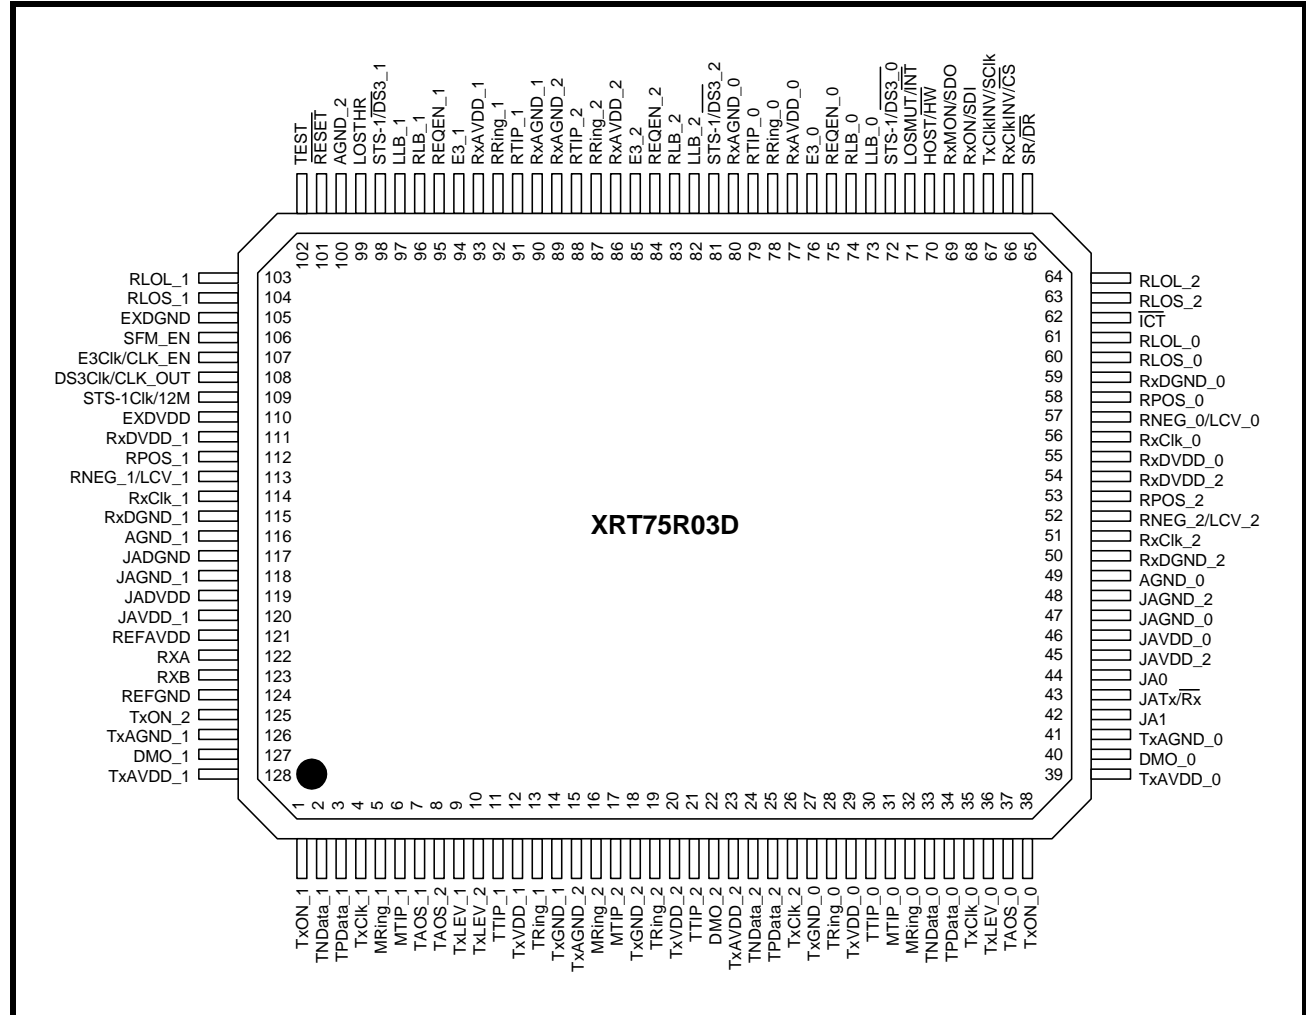 TEST
RESET
AGND_2
LOSTHR
STS-1/DS3_1
LLB_1
RLB_1
REQEN_1
E3_1
RxAVDD_1
RRing_1
RTIP_1
RxAGND_1
RxAGND_2
RTIP_2
RRing_2
RxAVDD_2
E3_2
REQEN_2
RLB_2
LLB_2
STS-1/DS3_2
RxAGND_0
RTIP_0
RRing_0
RxAVDD_0
E3_0
REQEN_0
RLB_0
LLB_0
STS-1/DS3_0
LOSMUT/INT
HOST/HW
RxMON/SDO
RxON/SDI
TxClkINV/SClk
RxClkINV/CS
SR/DR
102
101
100
99
98
97
96
95
94
93
92
91
90
89
88
87
86
85
84
83
82
81
80
79
78
77
76
75
74
73
72
71
70
69
68
67
66
65
RLOL_1 103
RLOS_1 104
EXDGND 105
SFM_EN 106
E3Clk/CLK_EN 107
DS3Clk/CLK_OUT 108
STS-1Clk/12M 109
EXDVDD 110
RxDVDD_1 111
RPOS_1 112
RNEG_1/LCV_1 113
RxClk_1 114
RxDGND_1 115
AGND_1 116
JADGND 117
JAGND_1 118
JADVDD 119
JAVDD_1 120
REFAVDD 121
RXA 122
RXB 123
REFGND 124
TxON_2 125
TxAGND_1 126
DMO_1 127
TxAVDD_1 128
XRT75R03D
64 RLOL_2
63 RLOS_2
62 ICT
61 RLOL_0
60 RLOS_0
59 RxDGND_0
58 RPOS_0
57 RNEG_0/LCV_0
56 RxClk_0
55 RxDVDD_0
54 RxDVDD_2
53 RPOS_2
52 RNEG_2/LCV_2
51 RxClk_2
50 RxDGND_2
49 AGND_0
48 JAGND_2
47 JAGND_0
46 JAVDD_0
45 JAVDD_2
44 JA0
43 JATx/Rx
42 JA1
41 TxAGND_0
40 DMO_0
39 TxAVDD_0
1
2
3
4
5
6
7
8
9
10
11
12
13
14
15
16
17
18
19
20
21
22
23
24
25
26
27
28
29
30
31
32
33
34
35
36
37
38
TxON_1
TNData_1
TPData_1
TxClk_1
MRing_1
MTIP_1
TAOS_1
TAOS_2
TxLEV_1
TxLEV_2
TTIP_1
TxVDD_1
TRing_1
TxGND_1
TxAGND_2
MRing_2
MTIP_2
TxGND_2
TRing_2
TxVDD_2
TTIP_2
DMO_2
TxAVDD_2
TNData_2
TPData_2
TxClk_2
TxGND_0
TRing_0
TxVDD_0
TTIP_0
MTIP_0
MRing_0
TNData_0
TPData_0
TxClk_0
TxLEV_0
TAOS_0
TxON_0